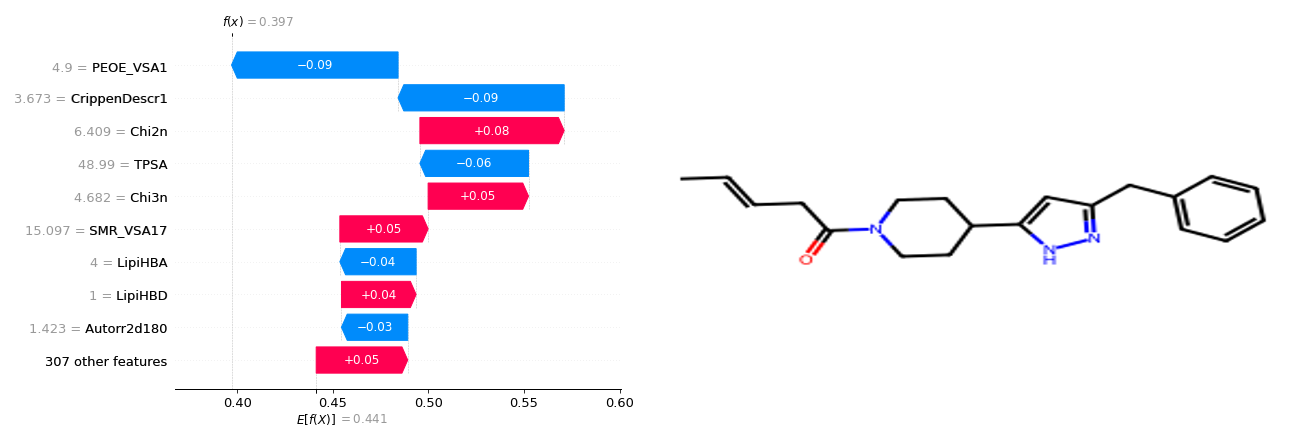 f(x) = 0.397
4.9 = PEOE_VSA1 −0.09
3.673 = CrippenDescr1 −0.09
6.409 = Chi2n +0.08
48.99 = TPSA −0.06
4.682 = Chi3n +0.05
15.097 = SMR_VSA17 +0.05
4 = LipiHBA −0.04
1 = LipiHBD +0.04
1.423 = Autorr2d180 −0.03
307 other features +0.05
0.40 0.45 0.50 0.55 0.60
E[f(X)] = 0.441
N
O
N
H
N